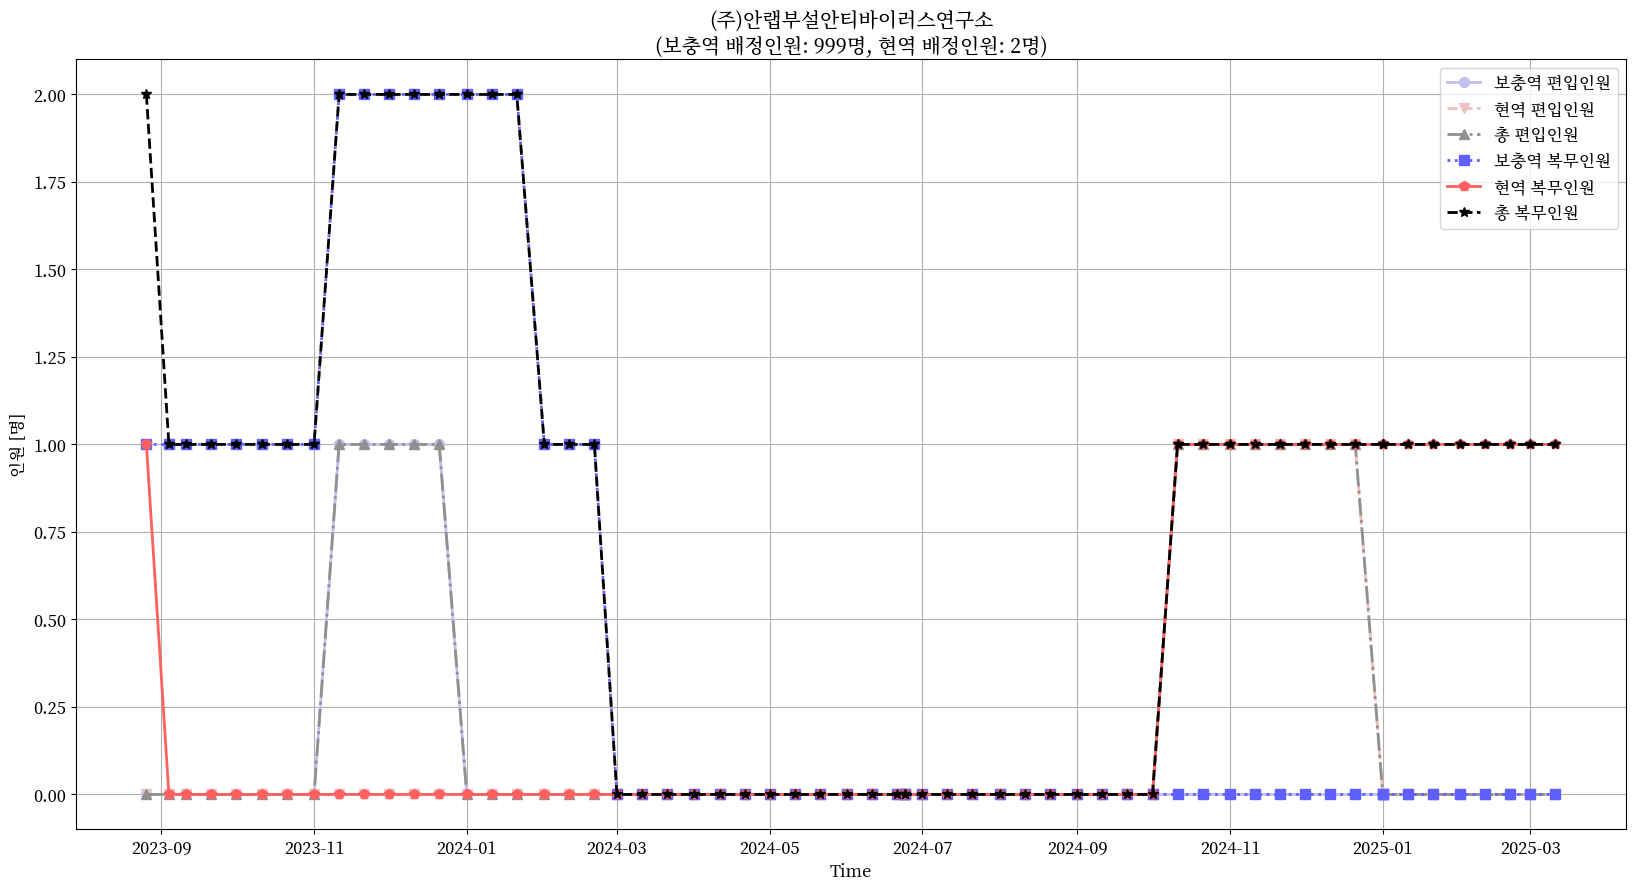 (주)안랩부설안티바이러스연구소
(보충역 배정인원: 999명, 현역 배정인원: 2명)
보충역 편입인원
현역 편입인원
총 편입인원
보충역 복무인원
현역 복무인원
총 복무인원
인원 [명]
2.00
1.75
1.50
1.25
1.00
0.75
0.50
0.25
0.00
2023-09
2023-11
2024-01
2024-03
2024-05
2024-07
2024-09
2024-11
2025-01
2025-03
Time